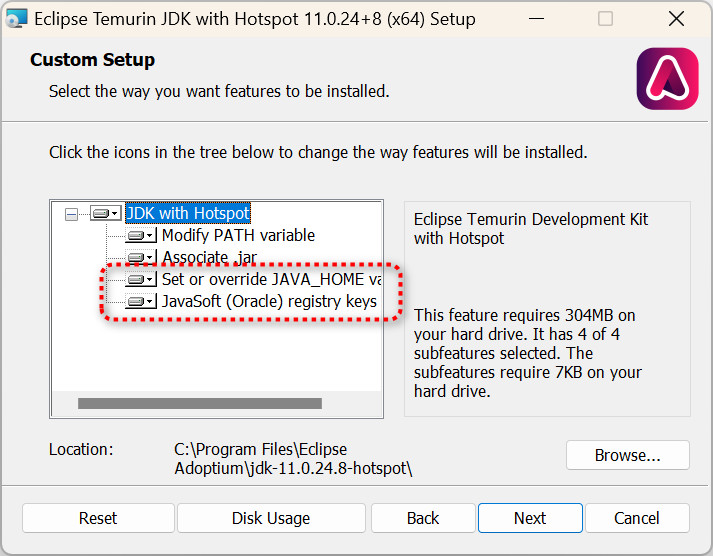 Eclipse Temurin JDK with Hotspot 11.0.24+8 (x64) Setup
Custom Setup
Select the way you want features to be installed.
Click the icons in the tree below to change the way features will be installed.
JDK with Hotspot
Modify PATH variable
Associate .jar
Set or override JAVA_HOME va
JavaSoft (Oracle) registry keys
Eclipse Temurin Development Kit
with Hotspot
This feature requires 304MB on
your hard drive. It has 4 of 4
subfeatures selected. The
subfeatures require 7KB on your
hard drive.
Location:
C:\Program Files\Eclipse
Adoptium\jdk-11.0.24.8-hotspot\
Browse...
Reset
Disk Usage
Back
Next
Cancel